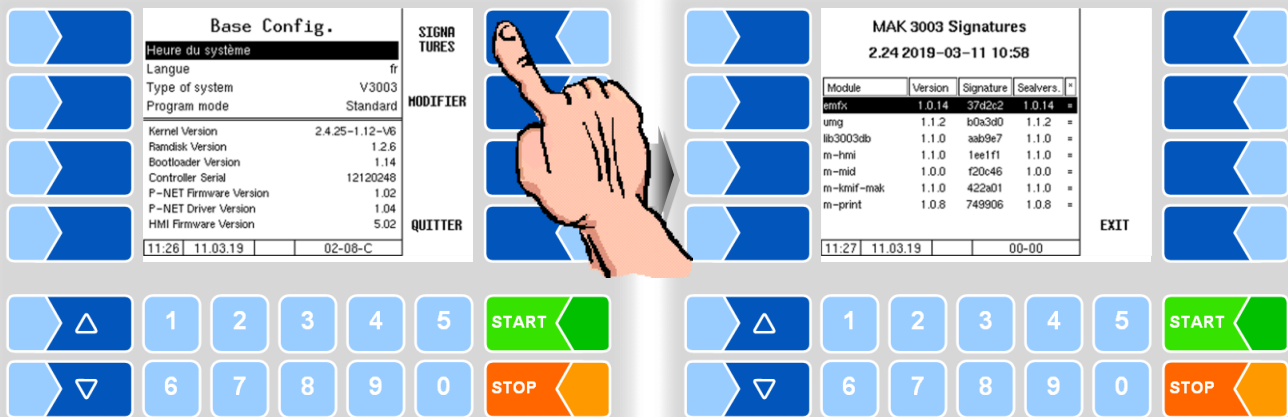 Base Config.
Heure du système
Langue fr
Type of system V3003
Program mode Standard
Kernel Version 2.4.25-1.12-V6
Ramdisk Version 1.2.6
Bootloader Version 1.14
Controller Serial 12120248
P-NET Firmware Version 1.02
P-NET Driver Version 1.04
HMI Firmware Version 5.02
11:26 11.03.19 02-08-C
SIGNA
TURES
MODIFIER
QUITTER
1 2 3 4 5 START
6 7 8 9 0 STOP
MAK 3003 Signatures
2.24 2019-03-11 10:58
Module Version Signature Sealvers. *
emfx 1.0.14 37d2c2 1.0.14 =
umg 1.1.2 b0a3d0 1.1.2 =
lib3003db 1.1.0 aab9e7 1.1.0 =
m-hmi 1.1.0 1ee1f1 1.1.0 =
m-mid 1.0.0 f20c46 1.0.0 =
m-kmif-mak 1.1.0 422a01 1.1.0 =
m-print 1.0.8 749906 1.0.8 =
11:27 11.03.19 00-00
EXIT
1 2 3 4 5 START
6 7 8 9 0 STOP